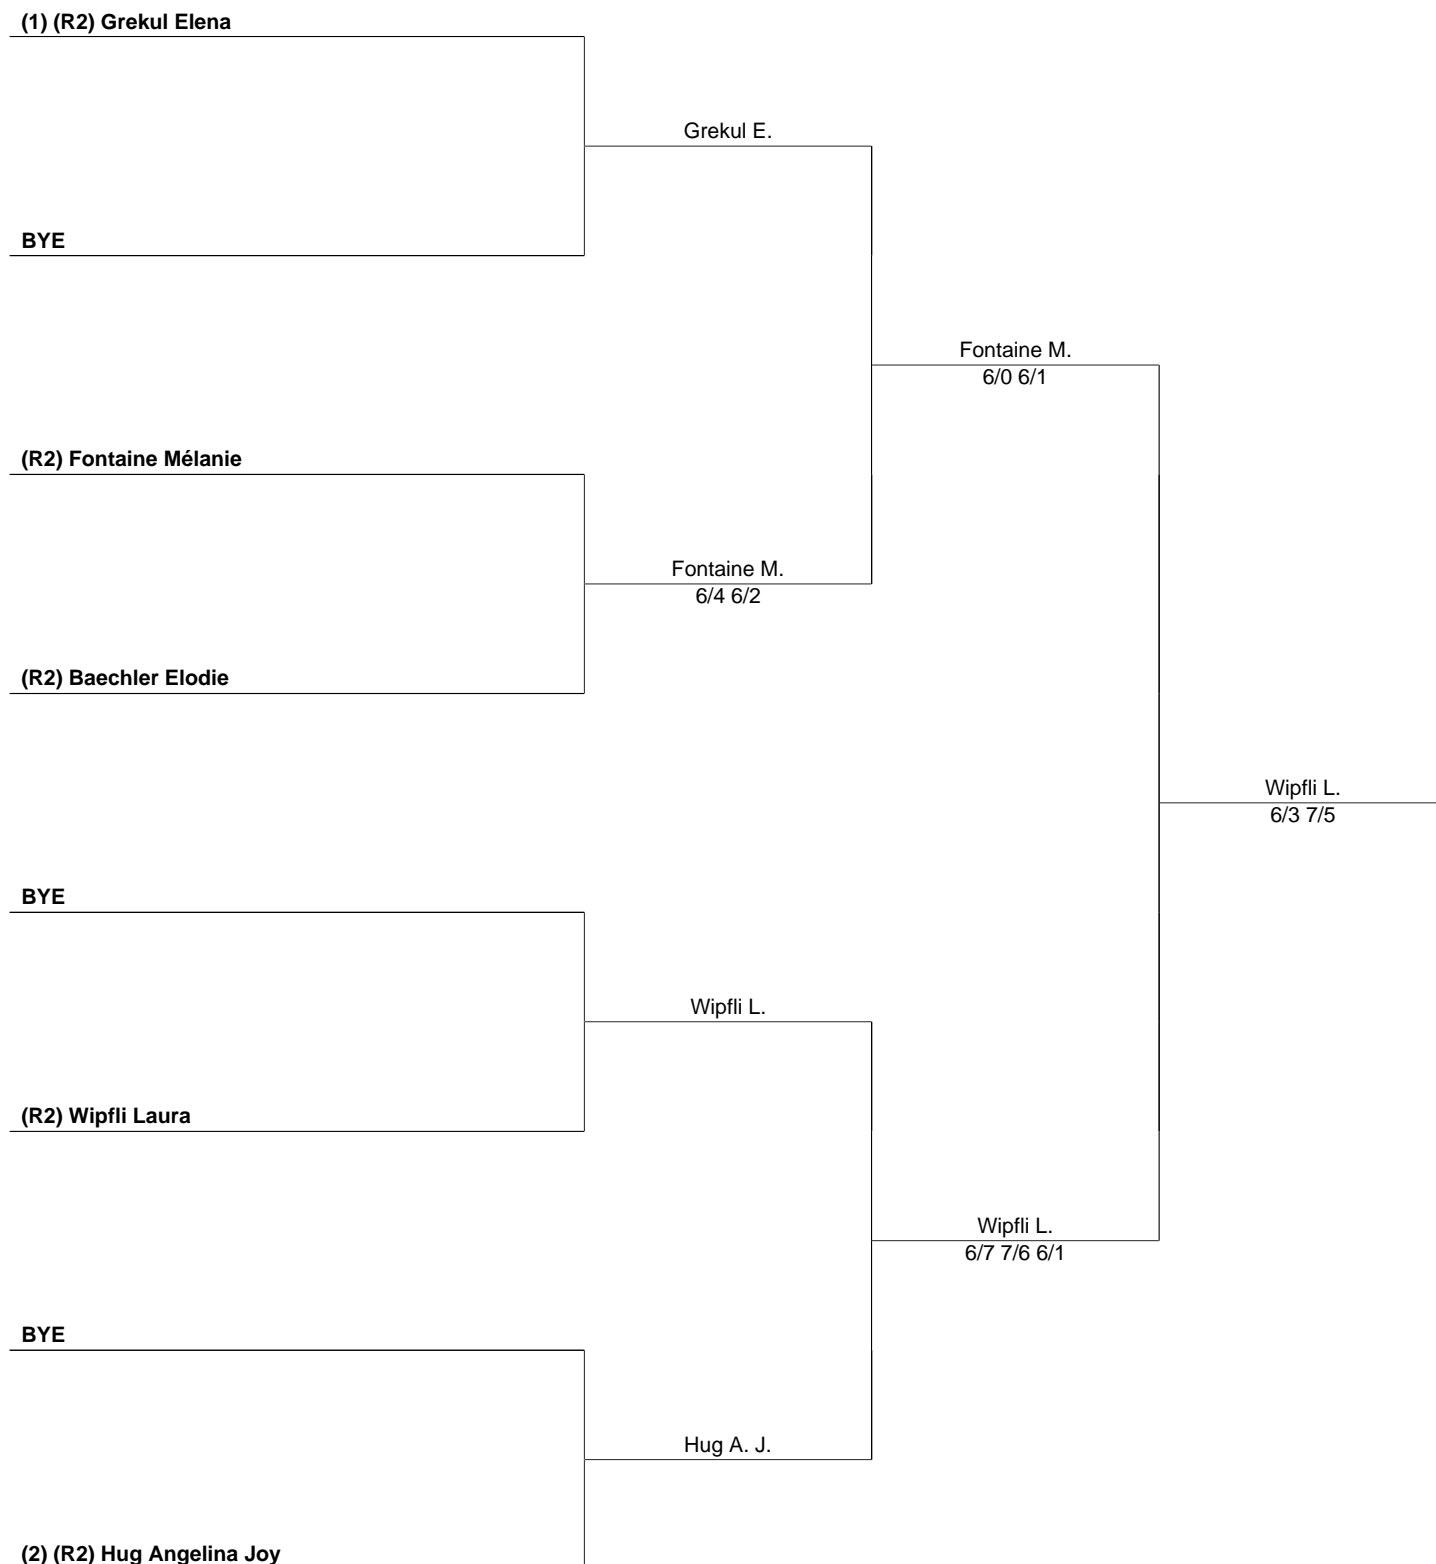 (1) (R2) Grekul Elena
Grekul E.
BYE
Fontaine M.
6/0 6/1
(R2) Fontaine Mélanie
Fontaine M.
6/4 6/2
(R2) Baechler Elodie
Wipfli L.
6/3 7/5
BYE
Wipfli L.
(R2) Wipfli Laura
Wipfli L.
6/7 7/6 6/1
BYE
Hug A. J.
(2) (R2) Hug Angelina Joy